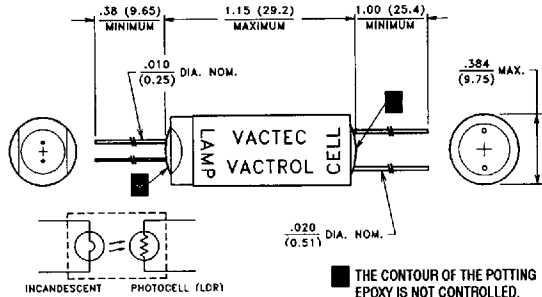 .38 (9.65)
MINIMUM
1.15 (29.2)
MAXIMUM
1.00 (25.4)
MINIMUM
.010
(0.25) DIA. NOM.
.384
(9.75) MAX.
LAMP
VACTEC
VACTROL
CELL
.020
(0.51) DIA. NOM.
INCANDESCENT
PHOTOCELL (LDR)
THE CONTOUR OF THE POTTING
EPOXY IS NOT CONTROLLED.